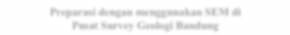 Preparasi dengan menggunakan SEM di
Pusat Survey Geologi Bandung